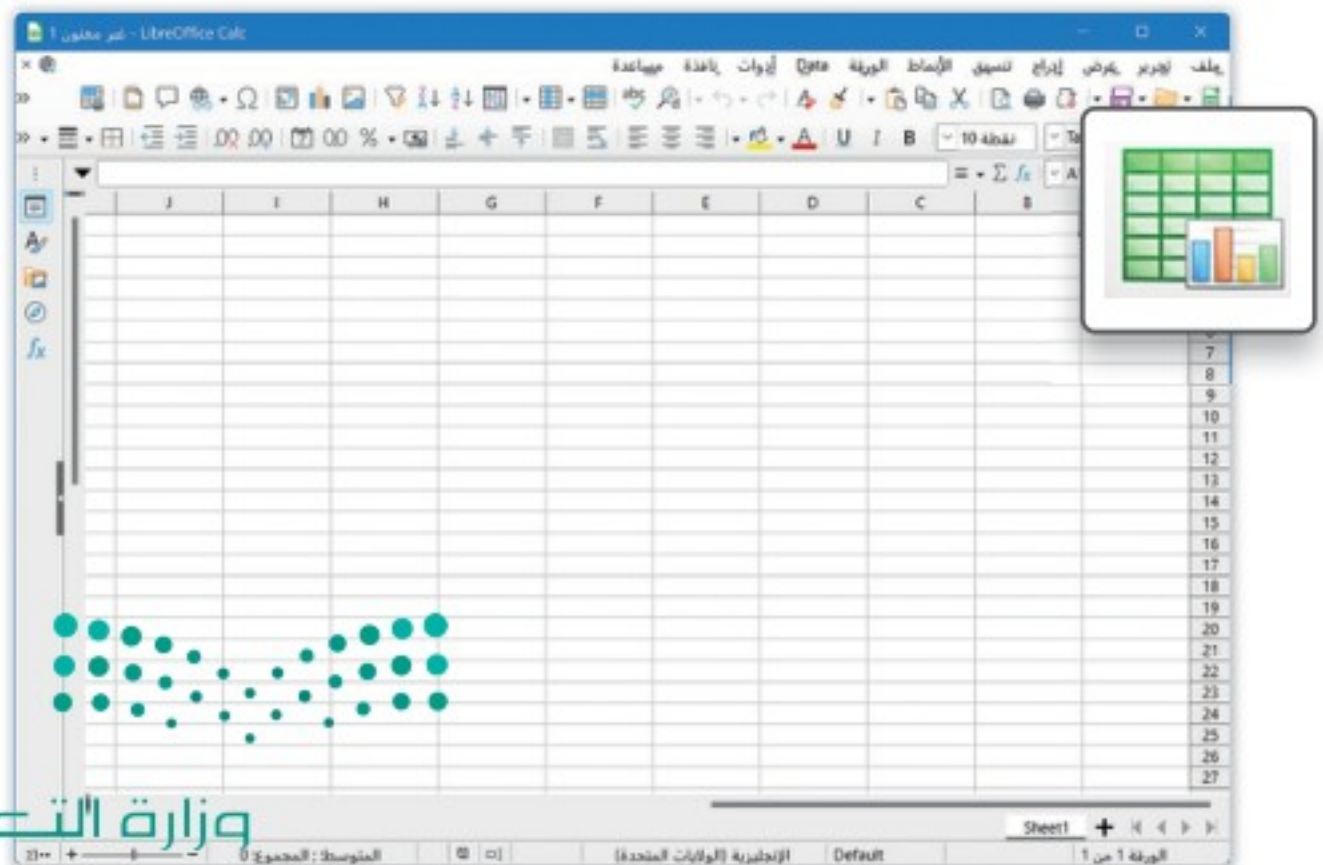 غير معنون 1 - LibreOffice Calc
ملف تحرير عرض إدراج تنسيق الأنماط الورقة Data أدوات نافذة مساعدة
10 نقطة
B I U A
J I H G F E D C B
7
8
9
10
11
12
13
14
15
16
17
18
19
20
21
22
23
24
25
26
27
وزارة التـ
Sheet1
الورقة 1 من 1 Default الإنجليزية (الولايات المتحدة) المتوسط: ; المجموع: 0